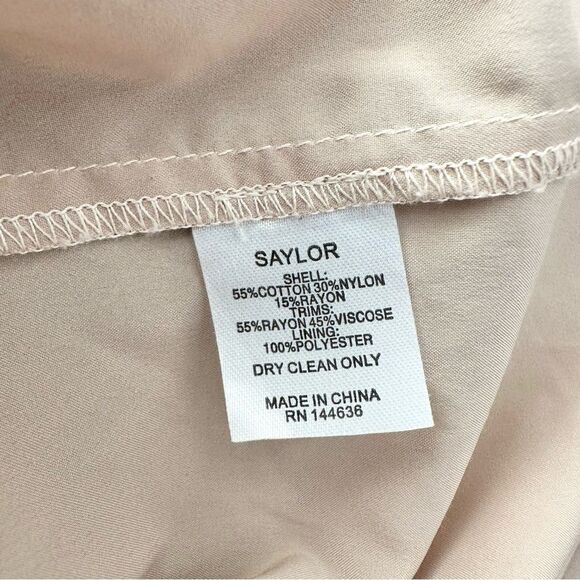 SAYLOR
SHELL:
55%COTTON 30%NYLON
15%RAYON
TRIMS:
55%RAYON 45%VISCOSE
LINING:
100%POLYESTER
DRY CLEAN ONLY
MADE IN CHINA
RN 144636